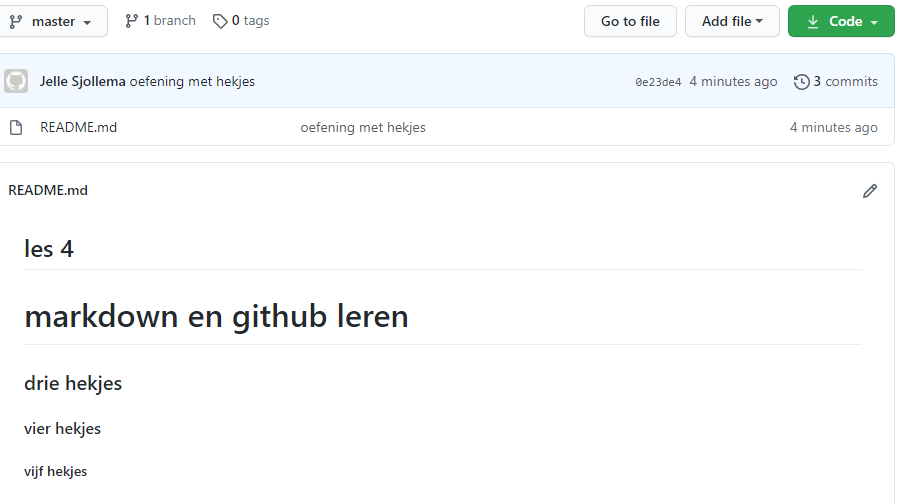 master 1 branch 0 tags Go to file Add file Code
Jelle Sjollema oefening met hekjes 0e23de4 4 minutes ago 3 commits
README.md oefening met hekjes 4 minutes ago
README.md
les 4
markdown en github leren
drie hekjes
vier hekjes
vijf hekjes